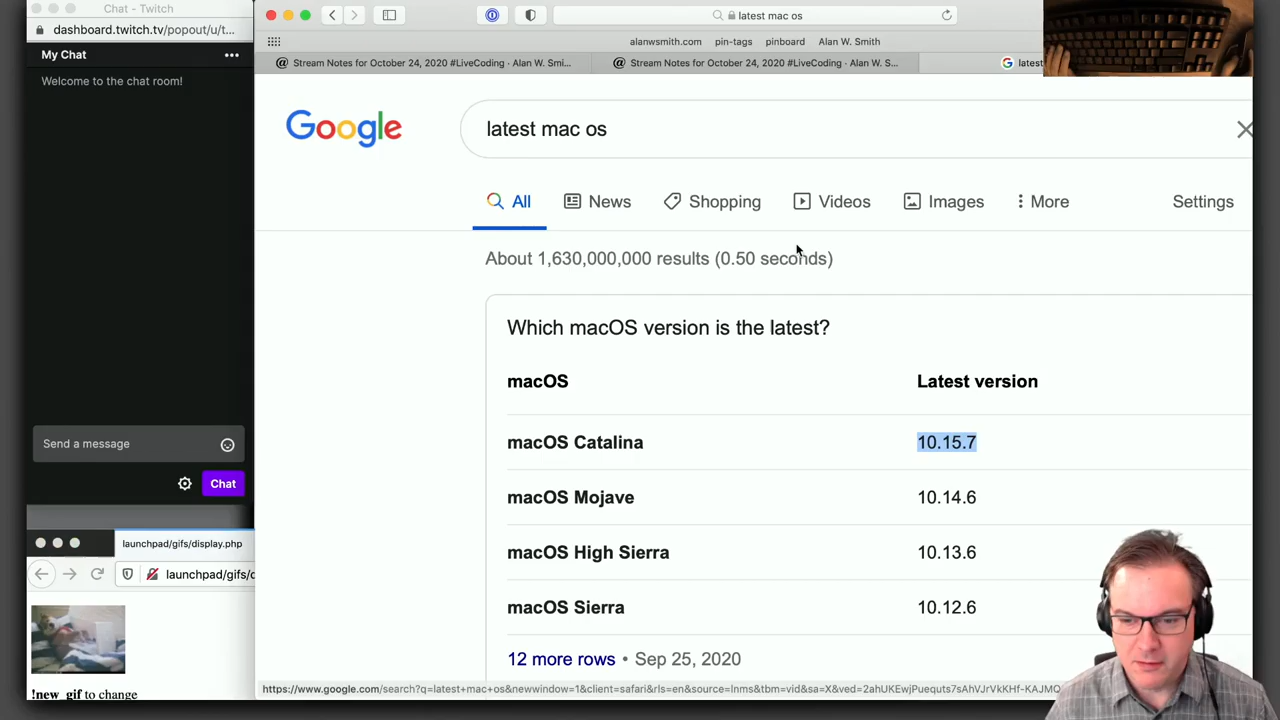 Chat - Twitch
dashboard.twitch.tv/popout/u/t...
My Chat
Welcome to the chat room!
Send a message
Chat
launchpad/gifs/display.php
launchpad/gifs/d
!new_gif to change
latest mac os
alanwsmith.com
pin-tags
pinboard
Alan W. Smith
Stream Notes for October 24, 2020 #LiveCoding · Alan W. Smi...
Stream Notes for October 24, 2020 #LiveCoding · Alan W. S...
latest
Google
latest mac os
All
News
Shopping
Videos
Images
More
Settings
About 1,630,000,000 results (0.50 seconds)
Which macOS version is the latest?
macOS Latest version
macOS Catalina 10.15.7
macOS Mojave 10.14.6
macOS High Sierra 10.13.6
macOS Sierra 10.12.6
12 more rows • Sep 25, 2020